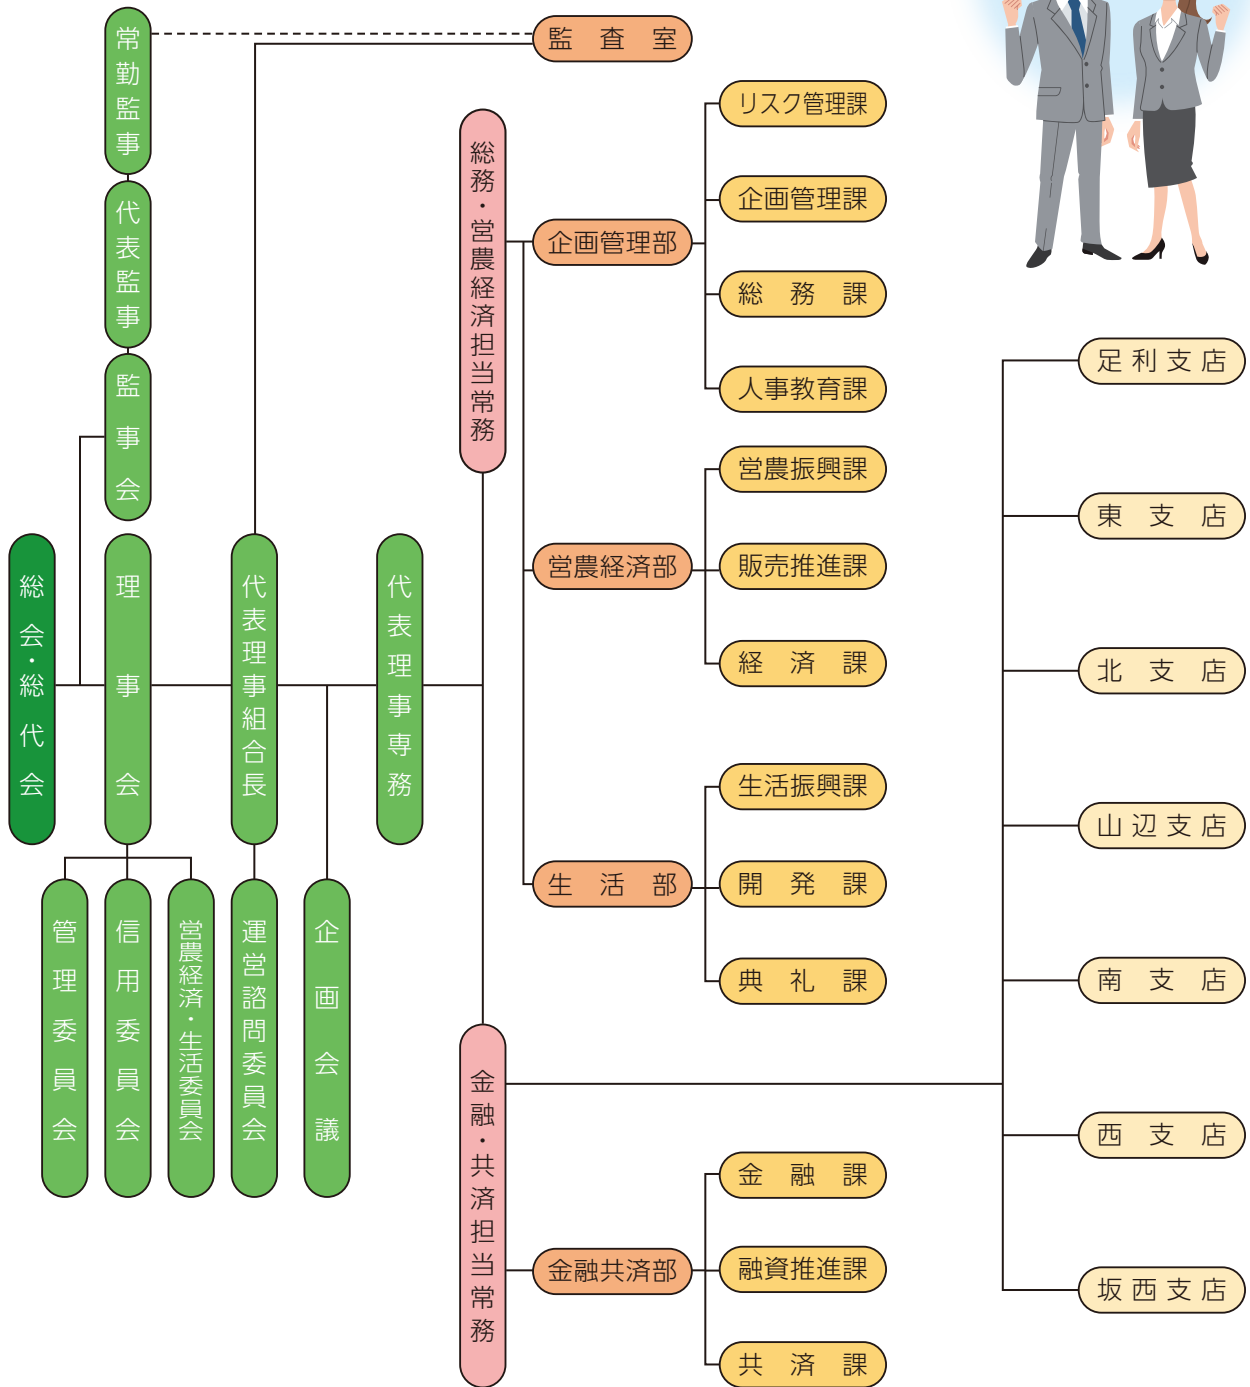 常勤監事
代表監事
監事会
総会・総代会
理事会
管理委員会
信用委員会
営農経済・生活委員会
代表理事組合長
運営諮問委員会
企画会議
代表理事専務
監査室
総務・営農経済担当常務
企画管理部
リスク管理課
企画管理課
総務課
人事教育課
営農経済部
営農振興課
販売推進課
経済課
生活部
生活振興課
開発課
典礼課
金融・共済担当常務
金融共済部
金融課
融資推進課
共済課
足利支店
東支店
北支店
山辺支店
南支店
西支店
坂西支店